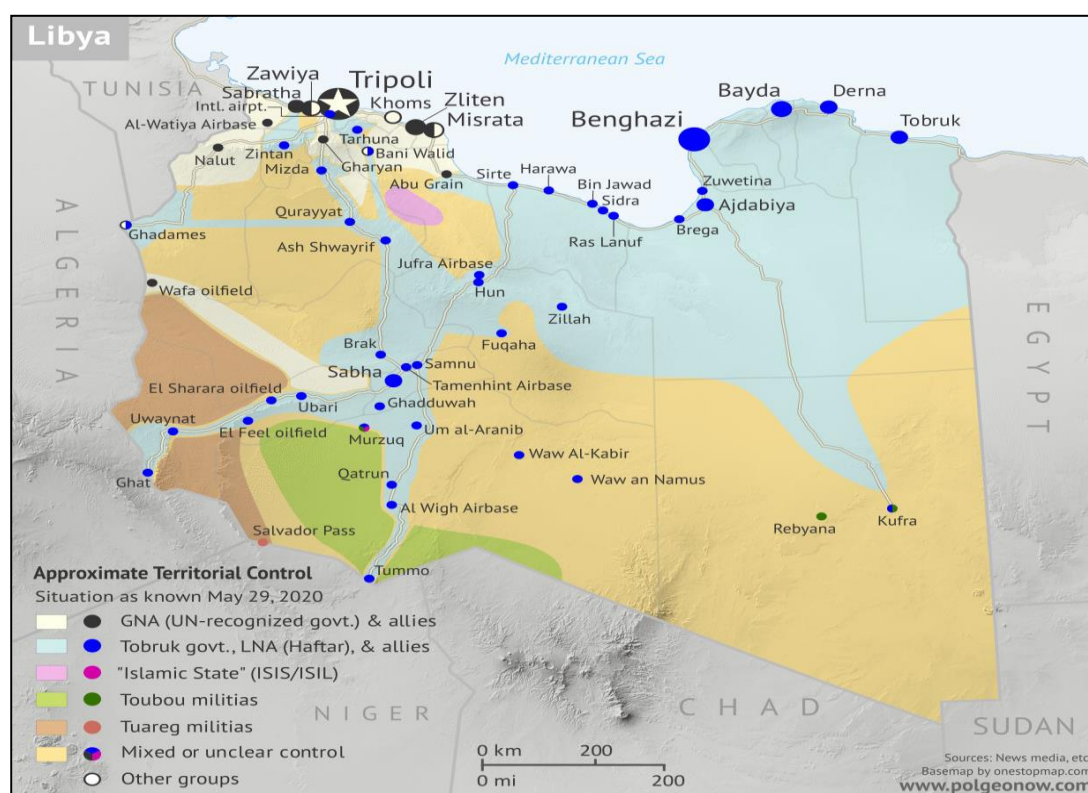 Libya
Mediterranean Sea
TUNISIA
Zawiya
Tripoli
Sabratha
Intl. airpt.
Khoms
Zliten
Misrata
Al-Watiya Airbase
Tarhuna
Bani Walid
Nalut
Zintan
Gharyan
Mizda
Abu Grain
Bayda
Derna
Benghazi
Tobruk
Sirte
Harawa
Bin Jawad
Sidra
Ras Lanuf
Zuwetina
Ajdabiya
Brega
ALGERIA
Ghadames
Qurayyat
Ash Shwayrif
Jufra Airbase
Hun
Wafa oilfield
Zillah
EGYPT
Fuqaha
Brak
Samnu
Sabha
Tamenhint Airbase
El Sharara oilfield
Ubari
Ghadduwah
Uwaynat
El Feel oilfield
Murzuq
Um al-Aranib
Waw Al-Kabir
Ghat
Qatrun
Waw an Namus
Al Wigh Airbase
Rebyana
Kufra
Salvador Pass
Tummo
Approximate Territorial Control
Situation as known May 29, 2020
GNA (UN-recognized govt.) & allies
Tobruk govt., LNA (Haftar), & allies
"Islamic State" (ISIS/ISIL)
Toubou militias
Tuareg militias
Mixed or unclear control
Other groups
NIGER
CHAD
SUDAN
0 km 200
0 mi 200
Sources: News media, etc
Basemap by onestopmap.com
www.polgeonow.com